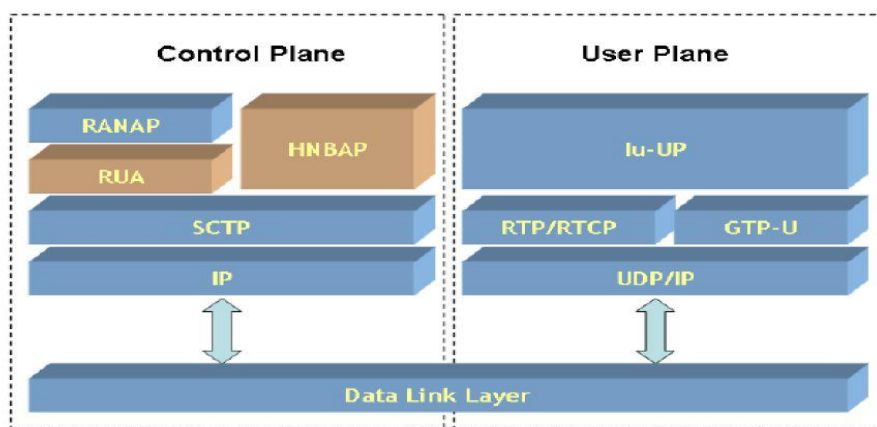 Control Plane
User Plane
RANAP
HNBAP
RUA
SCTP
IP
Iu-UP
RTP/RTCP
GTP-U
UDP/IP
Data Link Layer